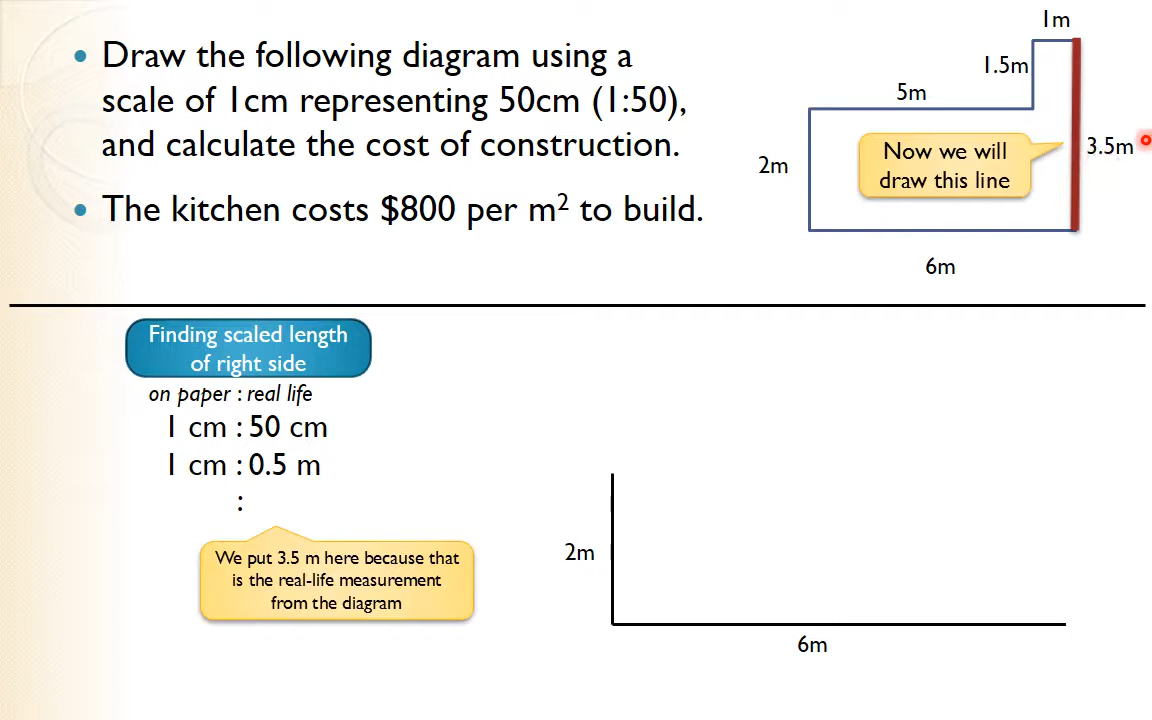 • Draw the following diagram using a
scale of 1cm representing 50cm (1:50),
and calculate the cost of construction.
• The kitchen costs $800 per m² to build.
1m
1.5m
5m
2m
Now we will
draw this line
3.5m
6m
Finding scaled length
of right side
on paper : real life
1 cm : 50 cm
1 cm : 0.5 m
:
We put 3.5 m here because that
is the real-life measurement
from the diagram
2m
6m